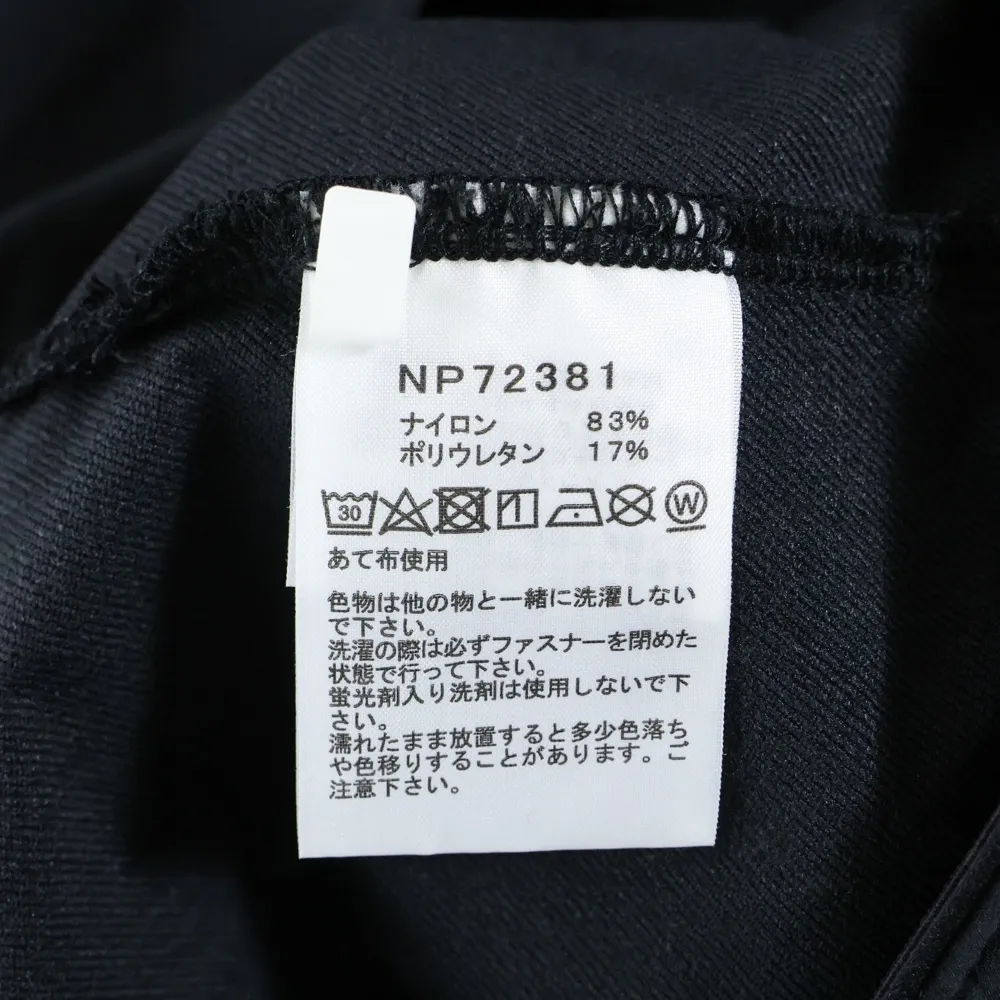 NP72381
ナイロン 83%
ポリウレタン 17%
30
W
あて布使用
色物は他の物と一緒に洗濯しない
で下さい。
洗濯の際は必ずファスナーを閉めた
状態で行って下さい。
蛍光剤入り洗剤は使用しないで下
さい。
濡れたまま放置すると多少色落ち
や色移りすることがあります。ご
注意下さい。